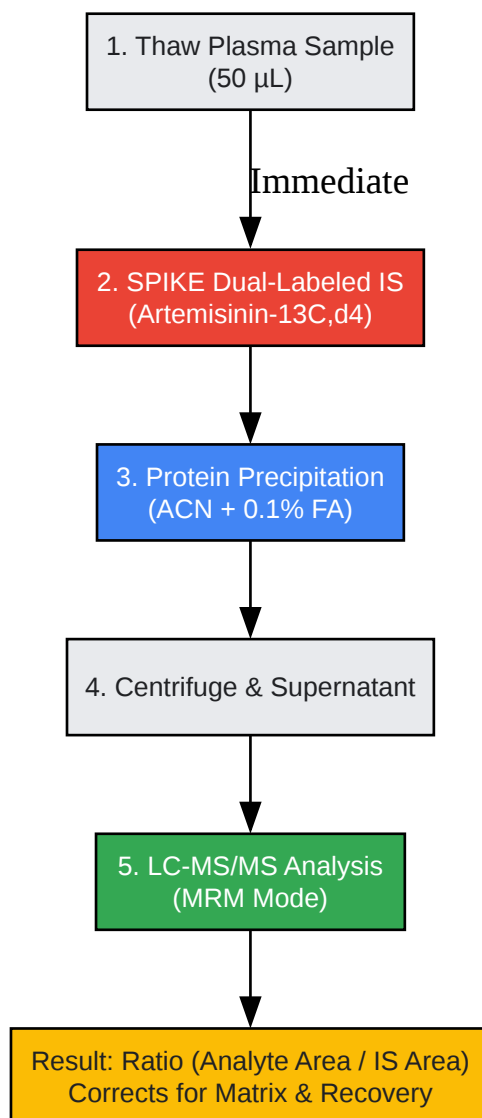 1. Thaw Plasma Sample
(50 µL)
Immediate
2. SPIKE Dual-Labeled IS
(Artemisinin-13C,d4)
3. Protein Precipitation
(ACN + 0.1% FA)
4. Centrifuge & Supernatant
5. LC-MS/MS Analysis
(MRM Mode)
Result: Ratio (Analyte Area / IS Area)
Corrects for Matrix & Recovery